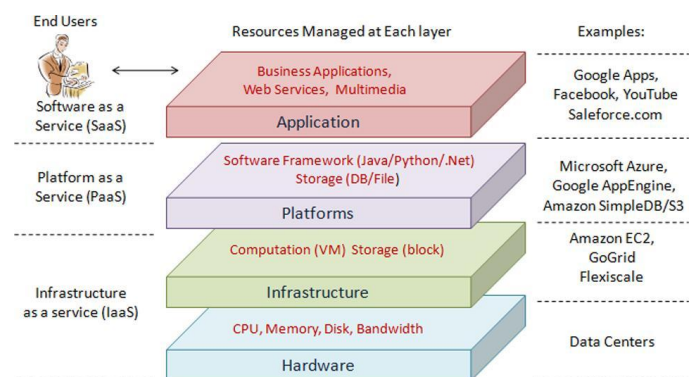 End Users
Resources Managed at Each layer
Examples:
Business Applications,
Web Services, Multimedia
Application
Software as a
Service (SaaS)
Google Apps,
Facebook, YouTube
Saleforce.com
Software Framework (Java/Python/.Net)
Storage (DB/File)
Platforms
Platform as a
Service (PaaS)
Microsoft Azure,
Google AppEngine,
Amazon SimpleDB/S3
Computation (VM) Storage (block)
Infrastructure
Amazon EC2,
GoGrid
Flexiscale
Infrastructure
as a service (IaaS)
CPU, Memory, Disk, Bandwidth
Hardware
Data Centers